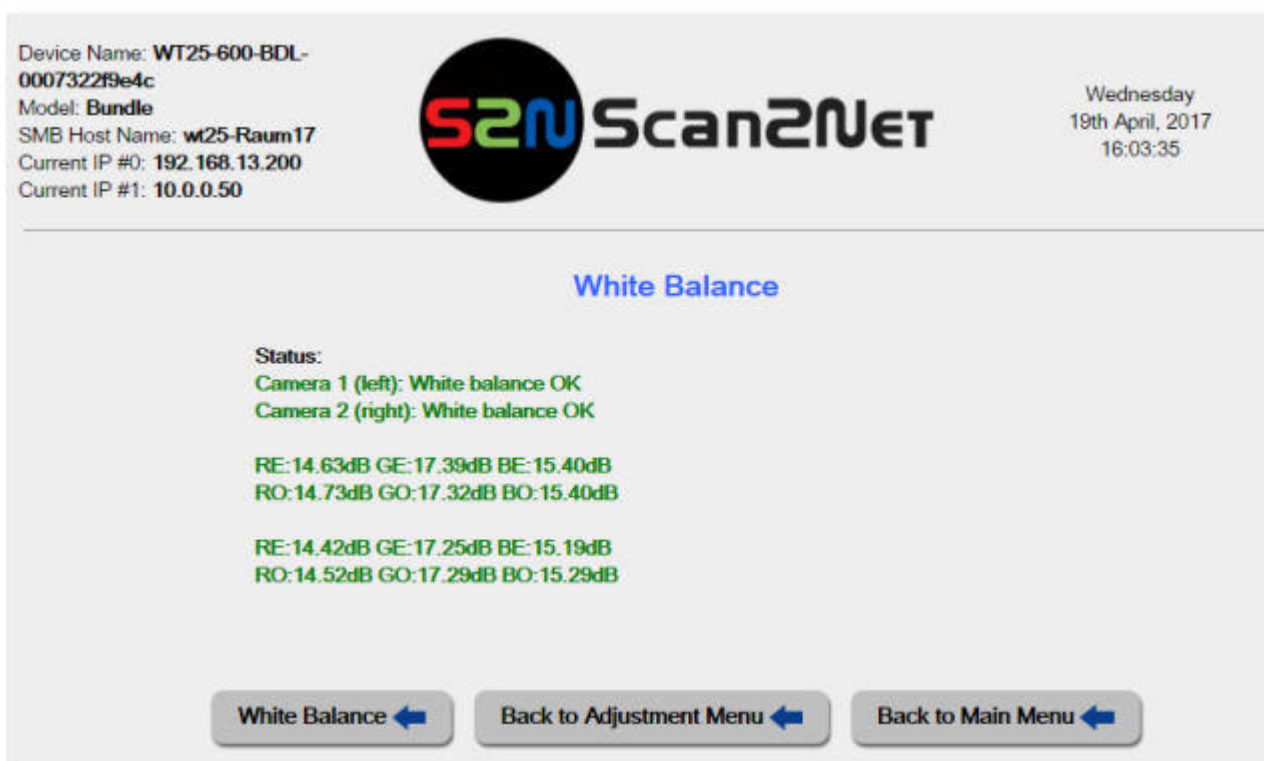 Device Name: WT25-600-BDL-
0007322f9e4c
Model: Bundle
SMB Host Name: wt25-Raum17
Current IP #0: 192.168.13.200
Current IP #1: 10.0.0.50
S2N Scan2Net
Wednesday
19th April, 2017
16:03:35
White Balance
Status:
Camera 1 (left): White balance OK
Camera 2 (right): White balance OK
RE:14.63dB GE:17.39dB BE:15.40dB
RO:14.73dB GO:17.32dB BO:15.40dB
RE:14.42dB GE:17.25dB BE:15.19dB
RO:14.52dB GO:17.29dB BO:15.29dB
White Balance
Back to Adjustment Menu
Back to Main Menu